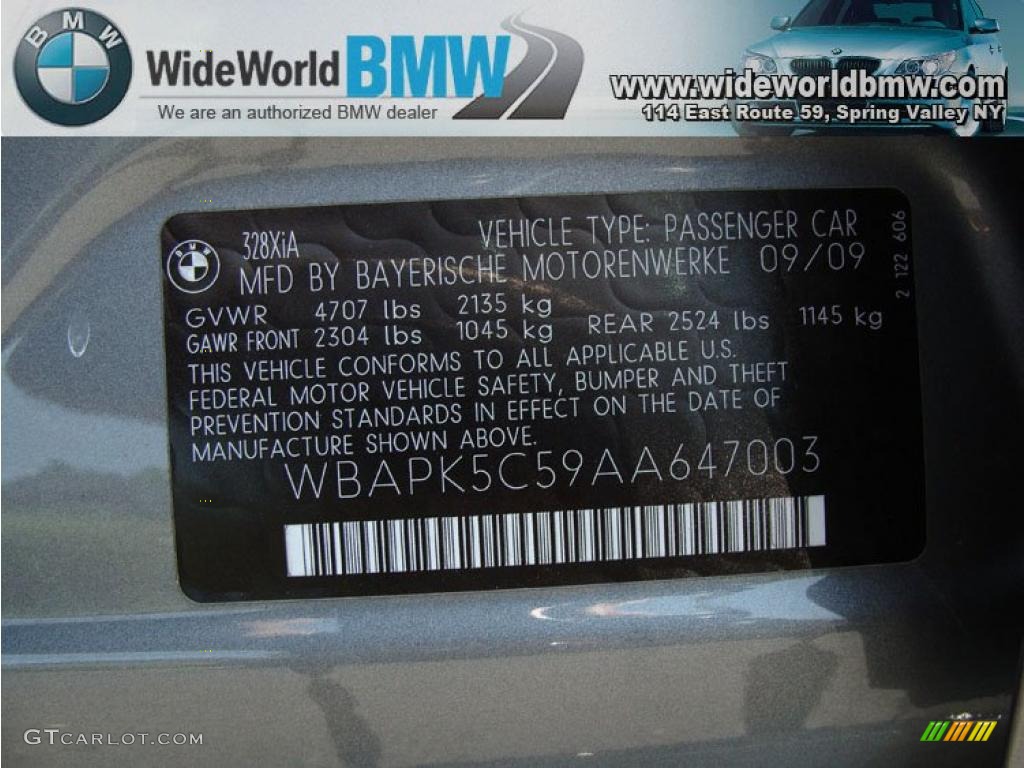 BMW
WideWorld BMW
We are an authorized BMW dealer
www.wideworldbmw.com
114 East Route 59, Spring Valley NY
BMW
328XiA
VEHICLE TYPE: PASSENGER CAR
MFD BY BAYERISCHE MOTORENWERKE 09/09
2 122 606
GVWR 4707 lbs 2135 kg
GAWR FRONT 2304 lbs 1045 kg REAR 2524 lbs 1145 kg
THIS VEHICLE CONFORMS TO ALL APPLICABLE U.S.
FEDERAL MOTOR VEHICLE SAFETY, BUMPER AND THEFT
PREVENTION STANDARDS IN EFFECT ON THE DATE OF
MANUFACTURE SHOWN ABOVE.
WBAPK5C59AA647003
GTCARLOT.COM